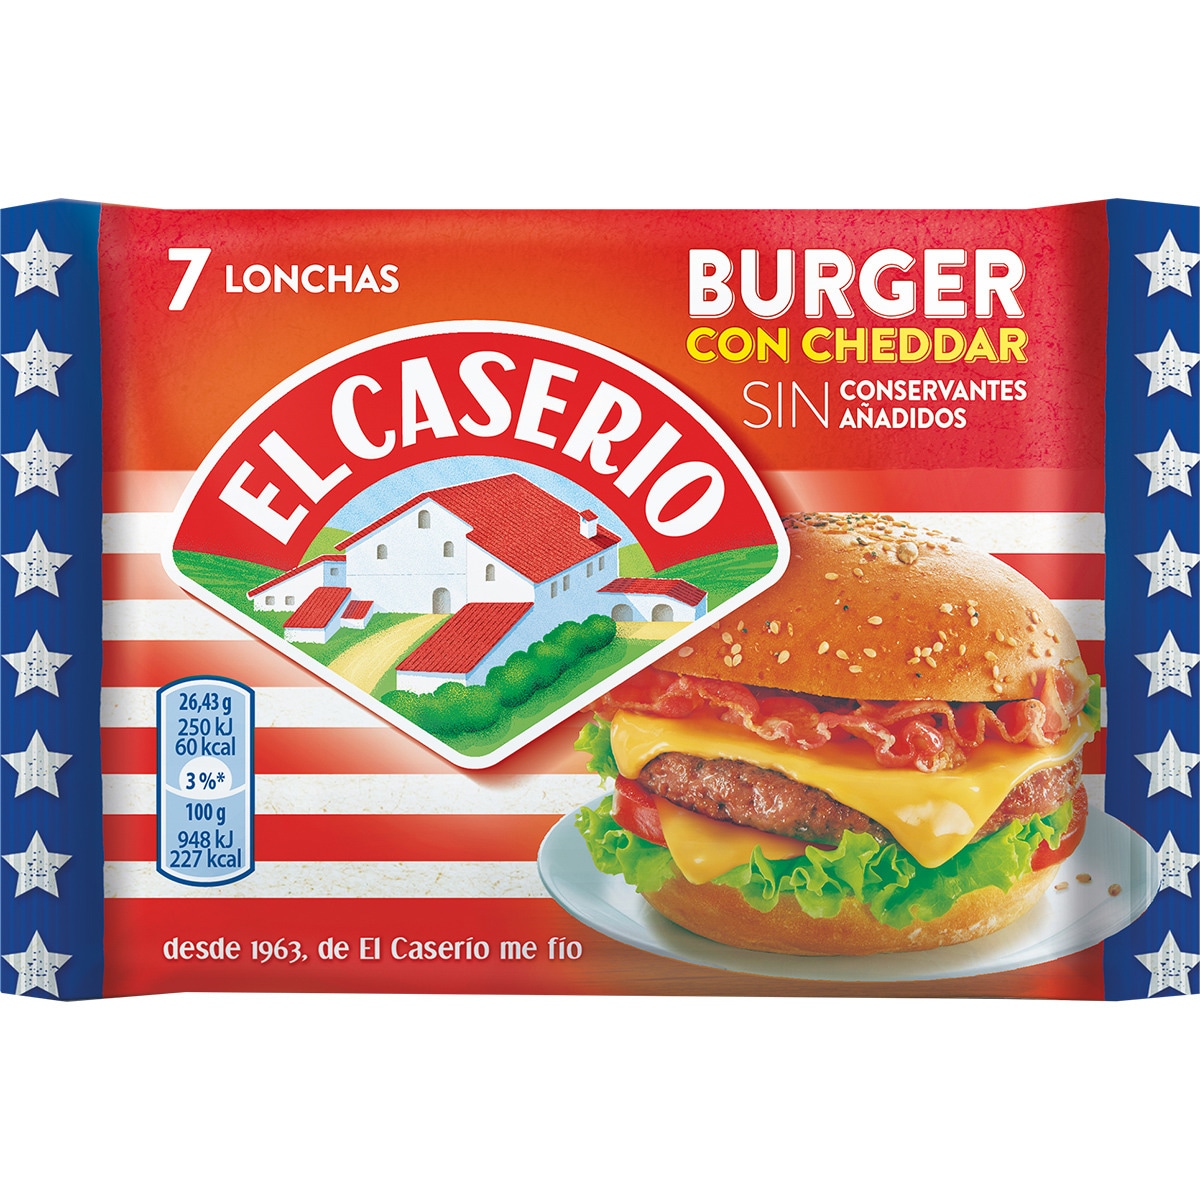 7 LONCHAS
BURGER
CON CHEDDAR
SIN CONSERVANTES
AÑADIDOS
EL CASERIO
26,43 g
250 kJ
60 kcal
3 %*
100 g
948 kJ
227 kcal
desde 1963, de El Caserío me fío